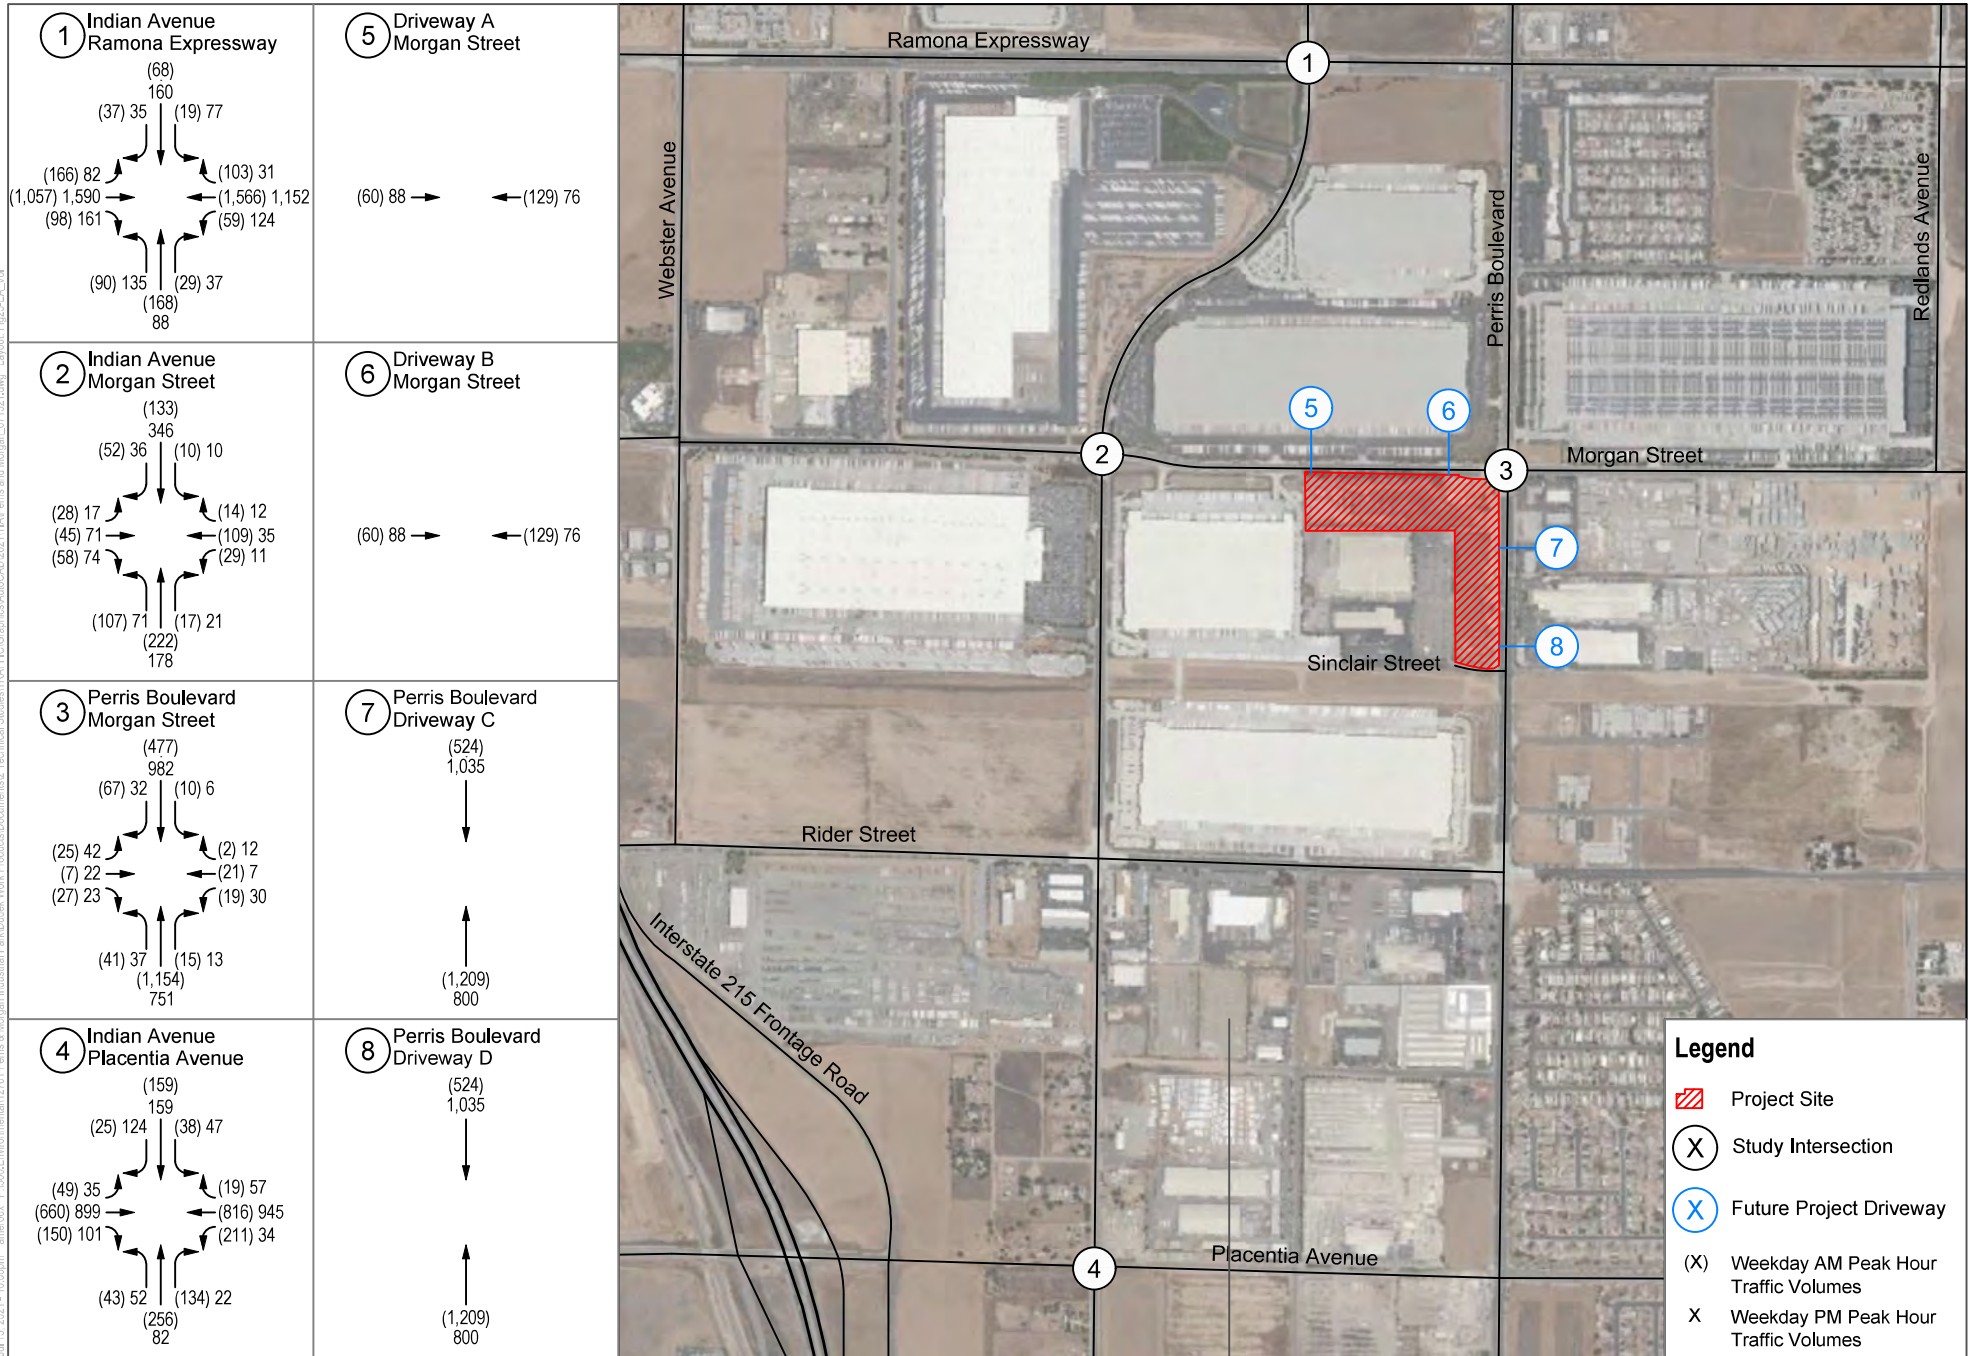 1
Indian Avenue
Ramona Expressway
(68)
160
(37) 35
(19) 77
(166) 82
(1,057) 1,590
(98) 161
(103) 31
(1,566) 1,152
(59) 124
(90) 135
(29) 37
(168)
88
5
Driveway A
Morgan Street
(60) 88
(129) 76
2
Indian Avenue
Morgan Street
(133)
346
(52) 36
(10) 10
(28) 17
(45) 71
(58) 74
(14) 12
(109) 35
(29) 11
(107) 71
(17) 21
(222)
178
6
Driveway B
Morgan Street
(60) 88
(129) 76
3
Perris Boulevard
Morgan Street
(477)
982
(67) 32
(10) 6
(25) 42
(7) 22
(27) 23
(2) 12
(21) 7
(19) 30
(41) 37
(15) 13
(1,154)
751
7
Perris Boulevard
Driveway C
(524)
1,035
(1,209)
800
4
Indian Avenue
Placentia Avenue
(159)
159
(25) 124
(38) 47
(49) 35
(660) 899
(150) 101
(19) 57
(816) 945
(211) 34
(43) 52
(134) 22
(256)
82
8
Perris Boulevard
Driveway D
(524)
1,035
(1,209)
800
Ramona Expressway
1
Webster Avenue
Perris Boulevard
Redlands Avenue
5
6
2
3
Morgan Street
7
8
Sinclair Street
Rider Street
Interstate 215 Frontage Road
Placentia Avenue
4
Legend
Project Site
X Study Intersection
X Future Project Driveway
(X) Weekday AM Peak Hour
Traffic Volumes
X Weekday PM Peak Hour
Traffic Volumes